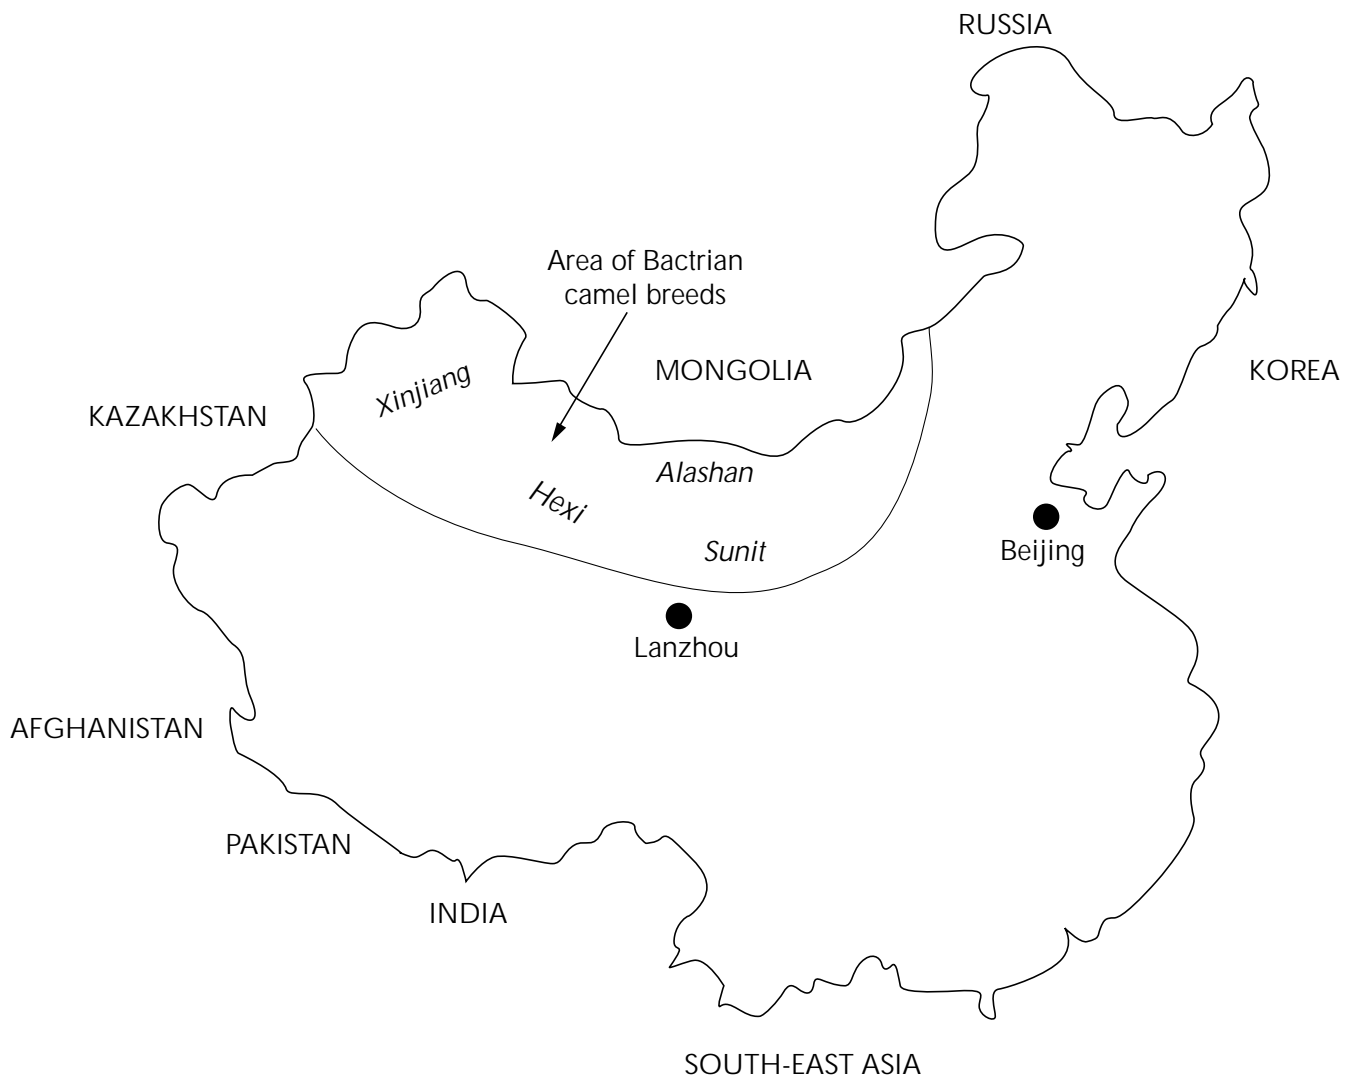 RUSSIA
Area of Bactrian
camel breeds
MONGOLIA
KOREA
Xinjiang
KAZAKHSTAN
Alashan
Hexi
Sunit
Beijing
Lanzhou
AFGHANISTAN
PAKISTAN
INDIA
SOUTH-EAST ASIA